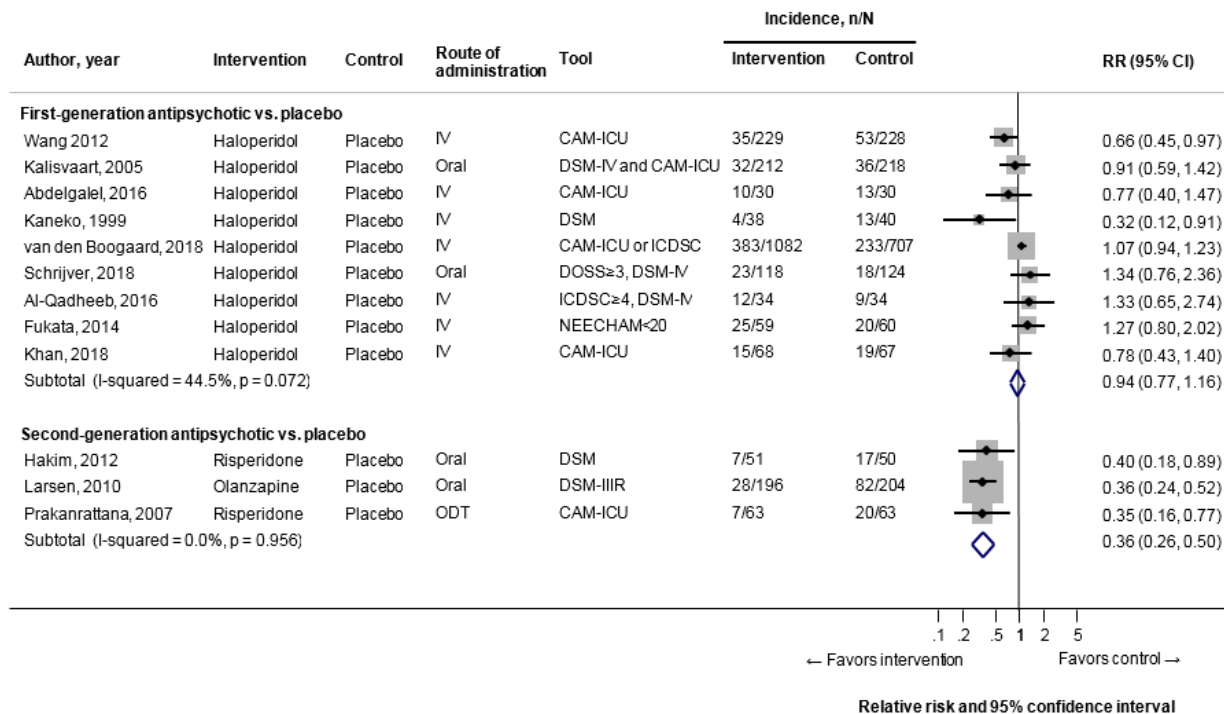 Incidence, n/N
Author, year Intervention Control Route of administration Tool Intervention Control RR (95% CI)
First-generation antipsychotic vs. placebo
Wang 2012 Haloperidol Placebo IV CAM-ICU 35/229 53/228 0.66 (0.45, 0.97)
Kalisvaart, 2005 Haloperidol Placebo Oral DSM-IV and CAM-ICU 32/212 36/218 0.91 (0.59, 1.42)
Abdelgalel, 2016 Haloperidol Placebo IV CAM-ICU 10/30 13/30 0.77 (0.40, 1.47)
Kaneko, 1999 Haloperidol Placebo IV DSM 4/38 13/40 0.32 (0.12, 0.91)
van den Boogaard, 2018 Haloperidol Placebo IV CAM-ICU or ICDSC 383/1082 233/707 1.07 (0.94, 1.23)
Schrijver, 2018 Haloperidol Placebo Oral DOSS≥3, DSM-IV 23/118 18/124 1.34 (0.76, 2.36)
Al-Qadheeb, 2016 Haloperidol Placebo IV ICDSC≥4, DSM-IV 12/34 9/34 1.33 (0.65, 2.74)
Fukata, 2014 Haloperidol Placebo IV NEECHAM<20 25/59 20/60 1.27 (0.80, 2.02)
Khan, 2018 Haloperidol Placebo IV CAM-ICU 15/68 19/67 0.78 (0.43, 1.40)
Subtotal (I-squared = 44.5%, p = 0.072) 0.94 (0.77, 1.16)
Second-generation antipsychotic vs. placebo
Hakim, 2012 Risperidone Placebo Oral DSM 7/51 17/50 0.40 (0.18, 0.89)
Larsen, 2010 Olanzapine Placebo Oral DSM-IIIR 28/196 82/204 0.36 (0.24, 0.52)
Prakanrattana, 2007 Risperidone Placebo ODT CAM-ICU 7/63 20/63 0.35 (0.16, 0.77)
Subtotal (I-squared = 0.0%, p = 0.956) 0.36 (0.26, 0.50)
.1 .2 .5 1 2 5
← Favors intervention Favors control →
Relative risk and 95% confidence interval